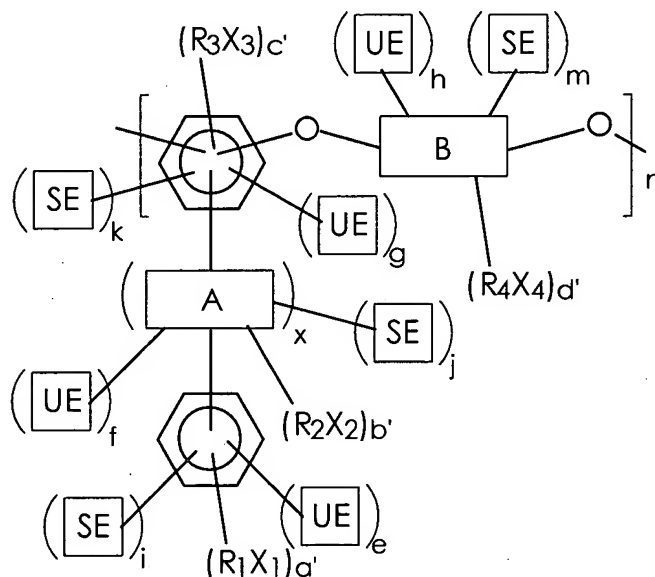 (R3X3)c'
(UE)h
(SE)m
O
B
O
n
(SE)k
(UE)g
(R4X4)d'
(A)x
(SE)j
(UE)f
(R2X2)b'
(SE)i
(UE)e
(R1X1)a'